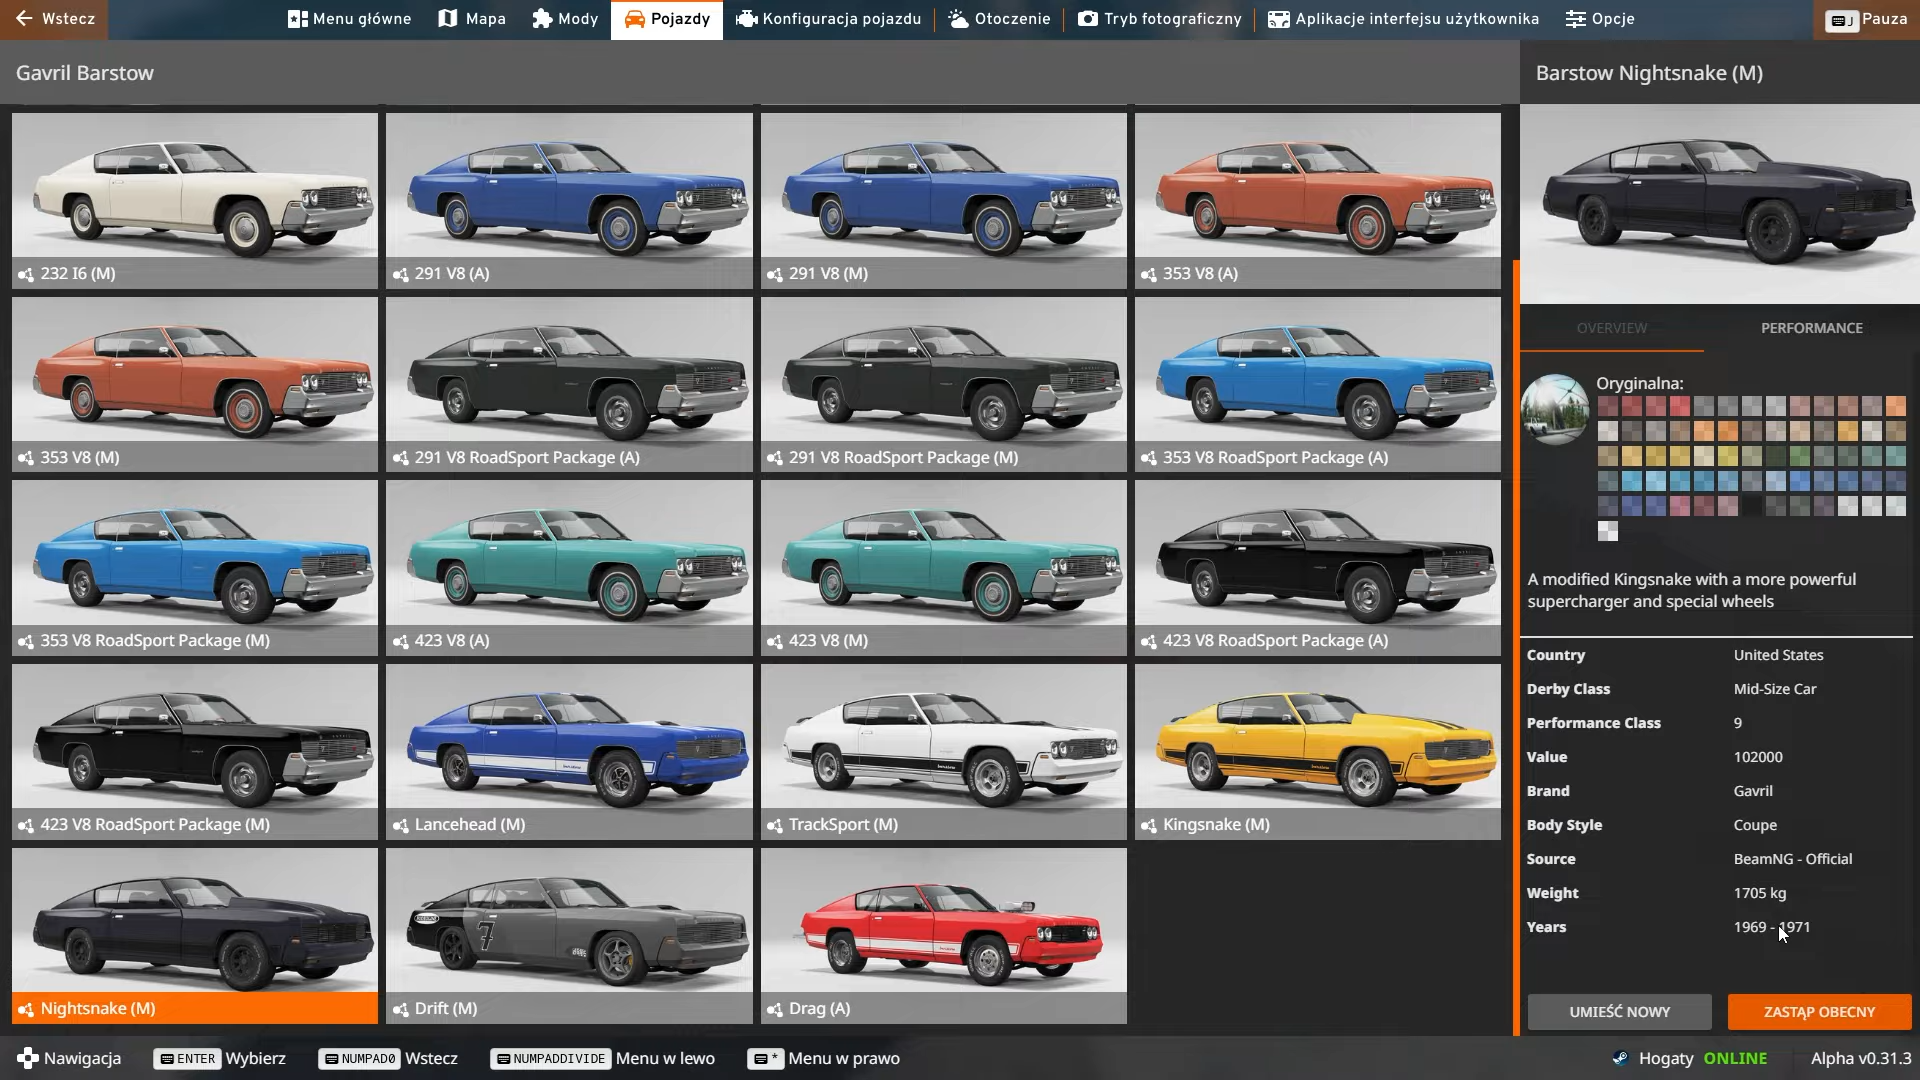 Wstecz
Menu główne
Mapa
Mody
Pojazdy
Konfiguracja pojazdu
Otoczenie
Tryb fotograficzny
Aplikacje interfejsu użytkownika
Opcje
J
Pauza
Gavril Barstow
Barstow Nightsnake (M)
232 I6 (M)
291 V8 (A)
291 V8 (M)
353 V8 (A)
353 V8 (M)
291 V8 RoadSport Package (A)
291 V8 RoadSport Package (M)
353 V8 RoadSport Package (A)
353 V8 RoadSport Package (M)
423 V8 (A)
423 V8 (M)
423 V8 RoadSport Package (A)
423 V8 RoadSport Package (M)
Lancehead (M)
TrackSport (M)
Kingsnake (M)
7
Nightsnake (M)
Drift (M)
Drag (A)
OVERVIEW
PERFORMANCE
Oryginalna:
A modified Kingsnake with a more powerful
supercharger and special wheels
Country United States
Derby Class Mid-Size Car
Performance Class 9
Value 102000
Brand Gavril
Body Style Coupe
Source BeamNG - Official
Weight 1705 kg
Years 1969 - 1971
UMIEŚĆ NOWY
ZASTĄP OBECNY
Nawigacja
ENTER Wybierz
NUMPAD0 Wstecz
NUMPADDIVIDE Menu w lewo
* Menu w prawo
Hogaty ONLINE
Alpha v0.31.3